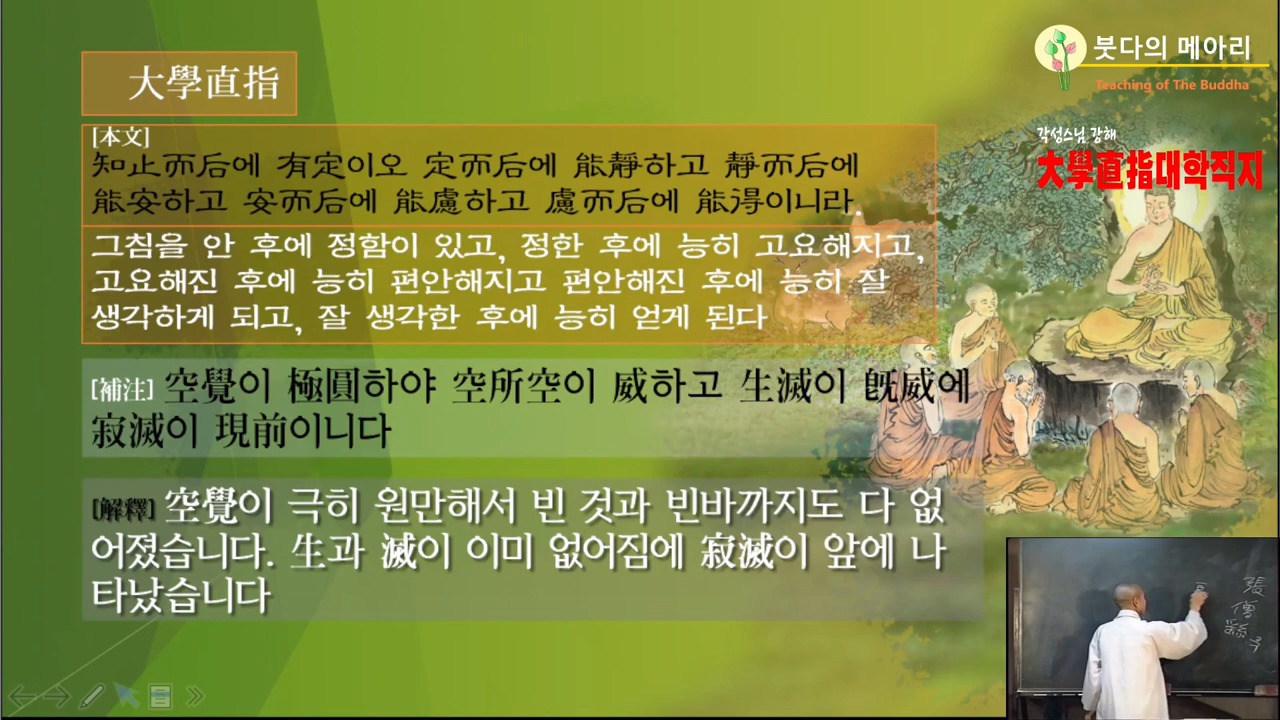 붓다의 메아리
Teaching of The Buddha
각성스님 강해
大學直指대학직지
大學直指
[本文]
知止而后에 有定이오 定而后에 能靜하고 靜而后에
能安하고 安而后에 能慮하고 慮而后에 能得이니라.
그침을 안 후에 정함이 있고, 정한 후에 능히 고요해지고,
고요해진 후에 능히 편안해지고 편안해진 후에 능히 잘
생각하게 되고, 잘 생각한 후에 능히 얻게 된다
[補注] 空覺이 極圓하야 空所空이 威하고 生滅이 旣威에
寂滅이 現前이니다
[解釋] 空覺이 극히 원만해서 빈 것과 빈바까지도 다 없
어졌습니다. 生과 滅이 이미 없어짐에 寂滅이 앞에 나
타났습니다
張
僧